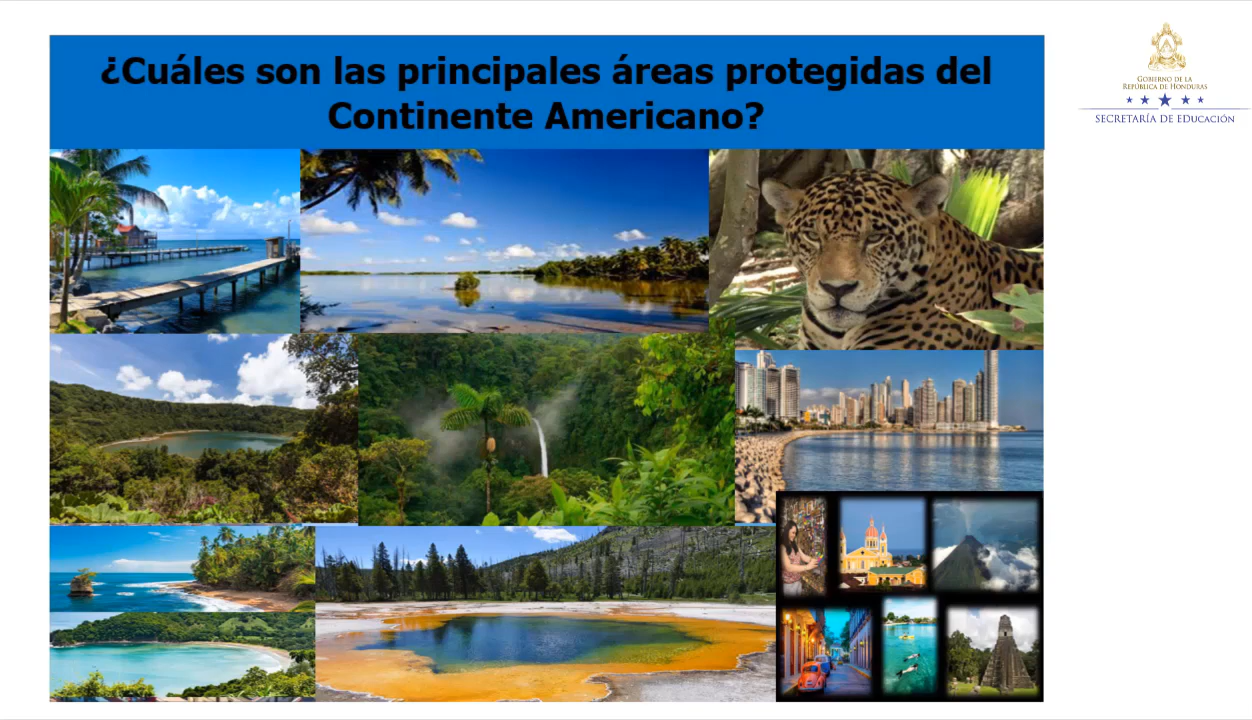 ¿Cuáles son las principales áreas protegidas del
Continente Americano?
GOBIERNO DE LA
REPÚBLICA DE HONDURAS
SECRETARÍA DE EDUCACIÓN